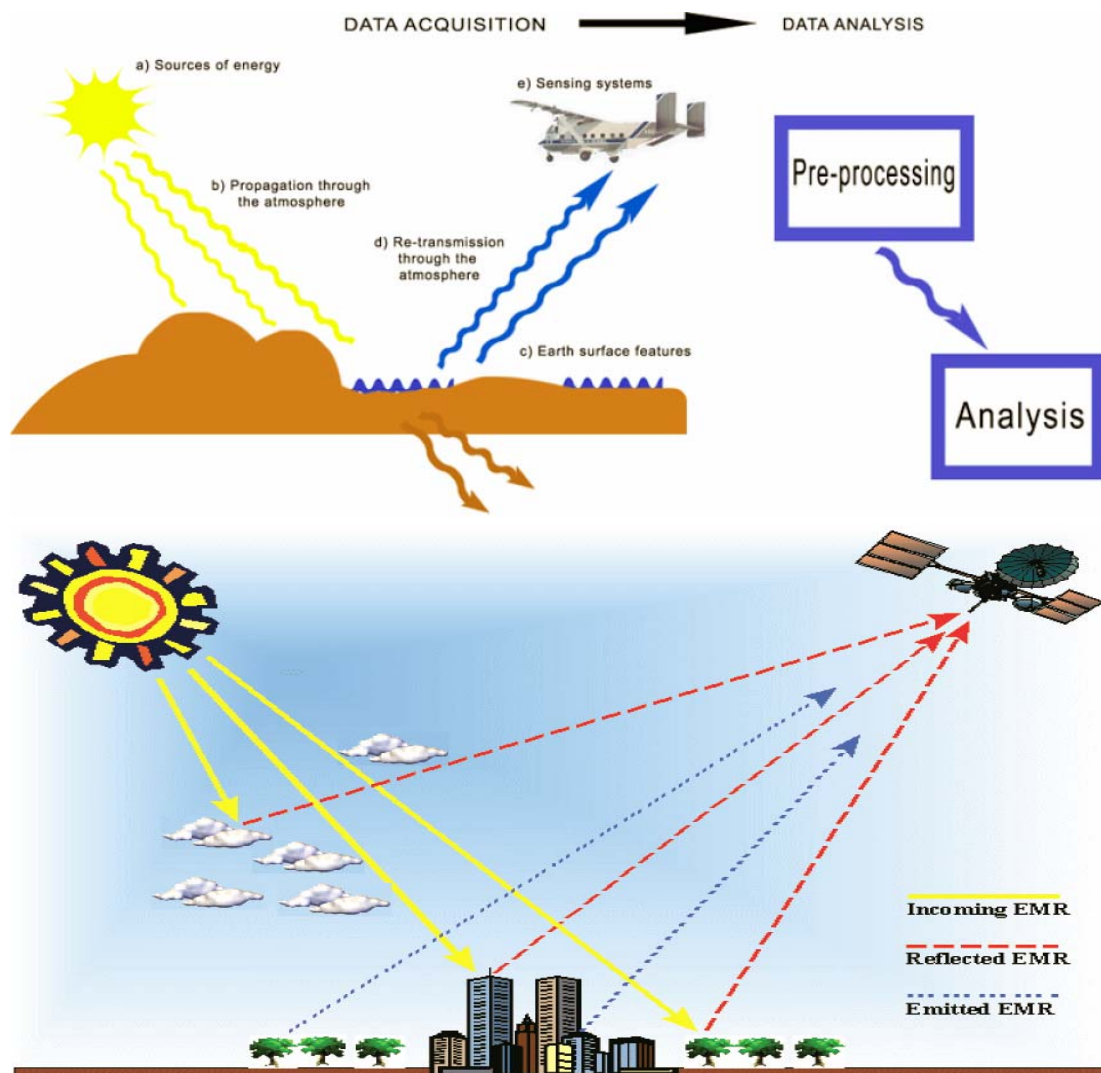 DATA ACQUISITION
DATA ANALYSIS
a) Sources of energy
e) Sensing systems
b) Propagation through
the atmosphere
d) Re-transmission
through the
atmosphere
c) Earth surface features
Pre-processing
Analysis
Incoming EMR
Reflected EMR
Emitted EMR